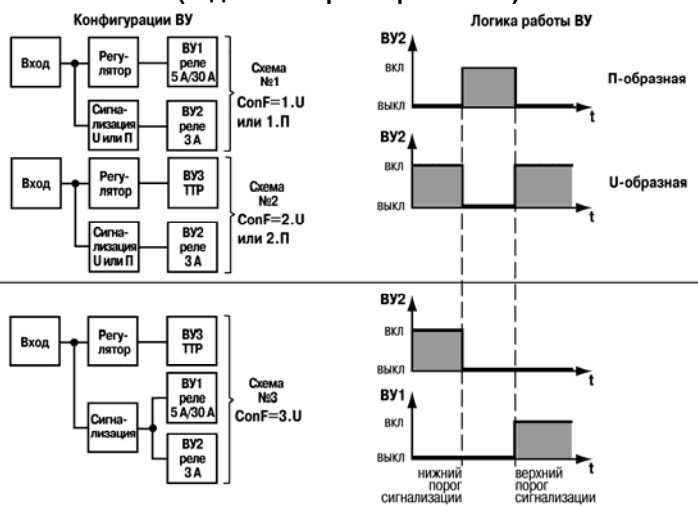 Конфигурации ВУ
Логика работы ВУ
Вход
Регу-
лятор
ВУ1
реле
5 А/30 А
Сигна-
лизация
U или П
ВУ2
реле
3 А
Схема
№1
ConF=1.U
или 1.П
Вход
Регу-
лятор
ВУ3
ТТР
Сигна-
лизация
U или П
ВУ2
реле
3 А
Схема
№2
ConF=2.U
или 2.П
ВУ2
ВКЛ
ВЫКЛ
t
П-образная
ВУ2
ВКЛ
ВЫКЛ
t
U-образная
Вход
Регу-
лятор
ВУ3
ТТР
Сигна-
лизация
ВУ1
реле
5 А/30 А
ВУ2
реле
3 А
Схема
№3
ConF=3.U
ВУ2
ВКЛ
ВЫКЛ
t
ВУ1
ВКЛ
ВЫКЛ
t
нижний
порог
сигнализации
верхний
порог
сигнализации